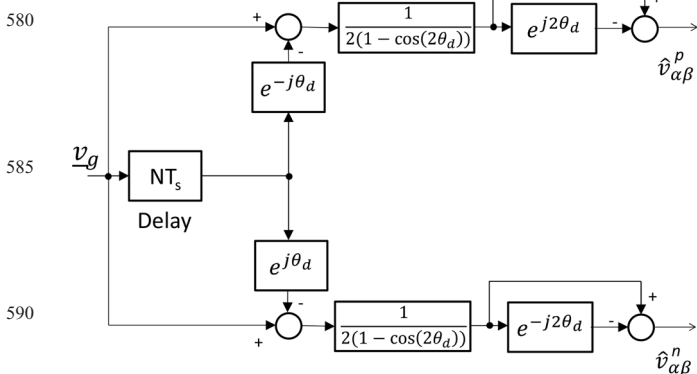 580
+
-
1
2(1 − cos(2θ_d))
e^{j2θ_d}
-
+
v̂^p_{αβ}
e^{−jθ_d}
585
v_g
NT_s
Delay
e^{jθ_d}
590
-
+
1
2(1 − cos(2θ_d))
e^{−j2θ_d}
-
+
v̂^n_{αβ}